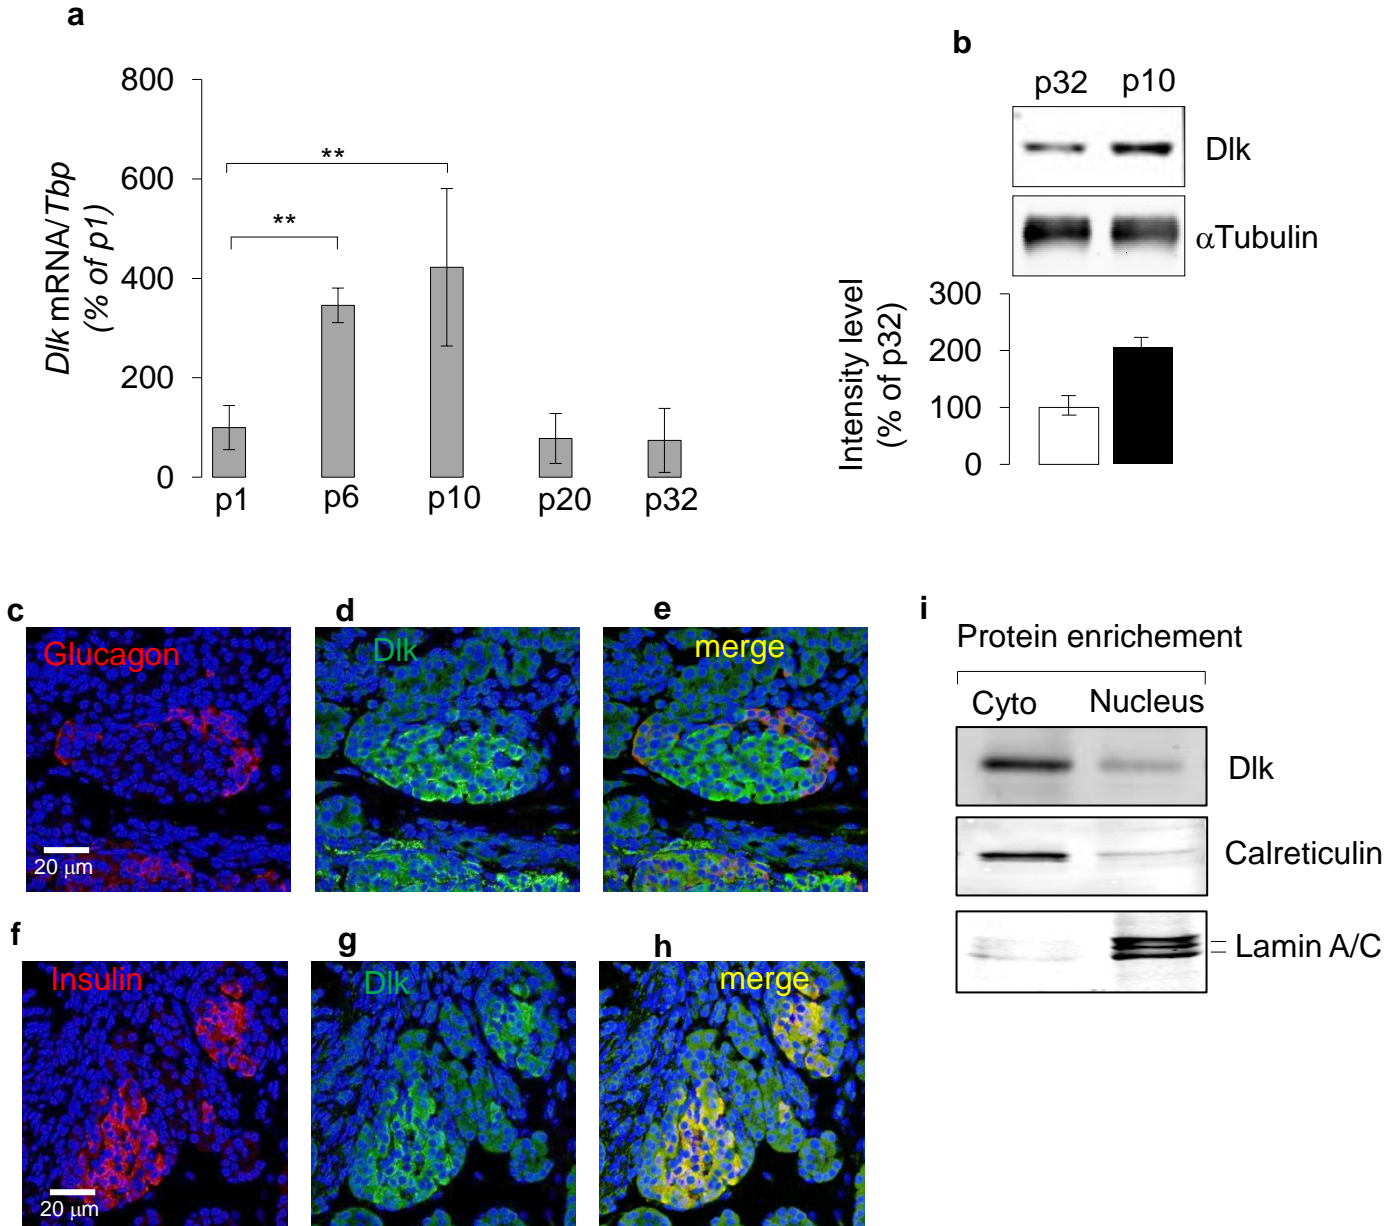 a
800
600
400
200
0
Dlk mRNA/Tbp
(% of p1)
**
**
p1 p6 p10 p20 p32
b
p32 p10
Dlk
αTubulin
Intensity level
(% of p32)
300
200
100
0
c
Glucagon
20 μm
d
Dlk
e
merge
f
Insulin
20 μm
g
Dlk
h
merge
i
Protein enrichement
Cyto Nucleus
Dlk
Calreticulin
Lamin A/C